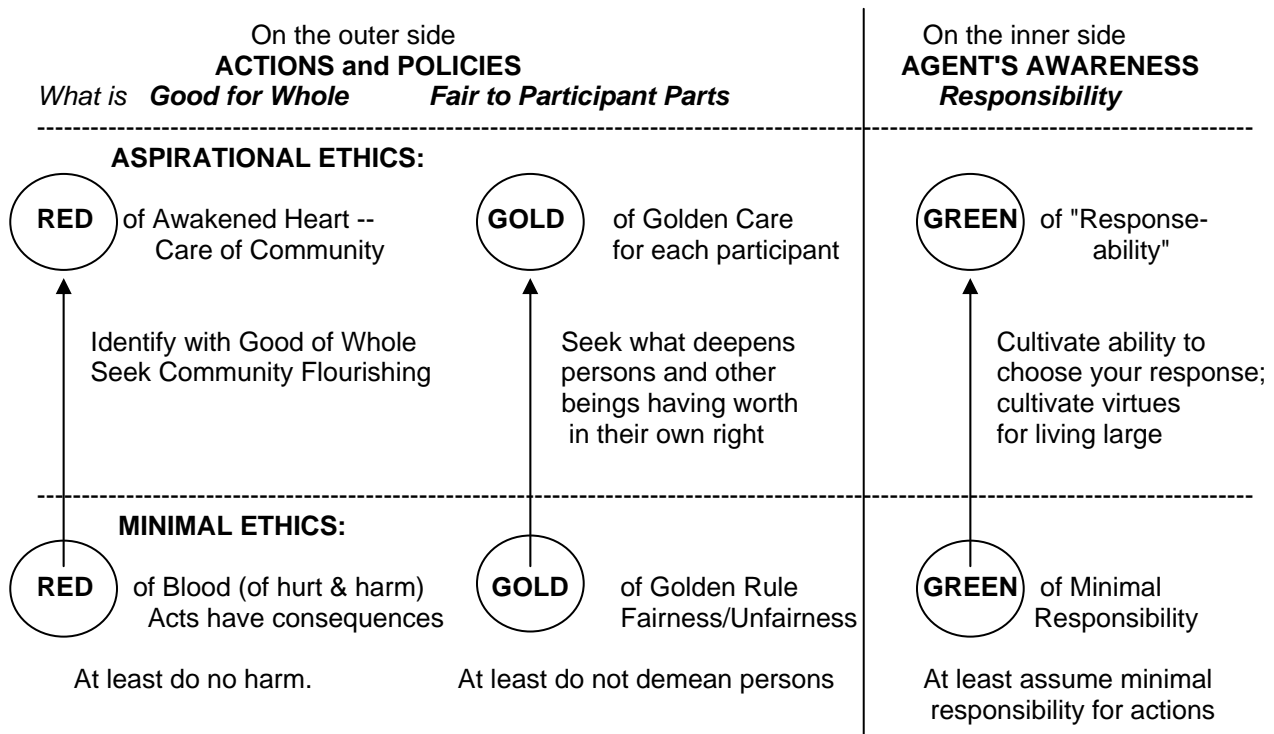 On the outer side
ACTIONS and POLICIES
What is Good for Whole Fair to Participant Parts
On the inner side
AGENT'S AWARENESS
Responsibility
ASPIRATIONAL ETHICS:
RED of Awakened Heart --
Care of Community
GOLD of Golden Care
for each participant
GREEN of "Response-
ability"
Identify with Good of Whole
Seek Community Flourishing
Seek what deepens
persons and other
beings having worth
in their own right
Cultivate ability to
choose your response;
cultivate virtues
for living large
MINIMAL ETHICS:
RED of Blood (of hurt & harm)
Acts have consequences
GOLD of Golden Rule
Fairness/Unfairness
GREEN of Minimal
Responsibility
At least do no harm.
At least do not demean persons
At least assume minimal
responsibility for actions